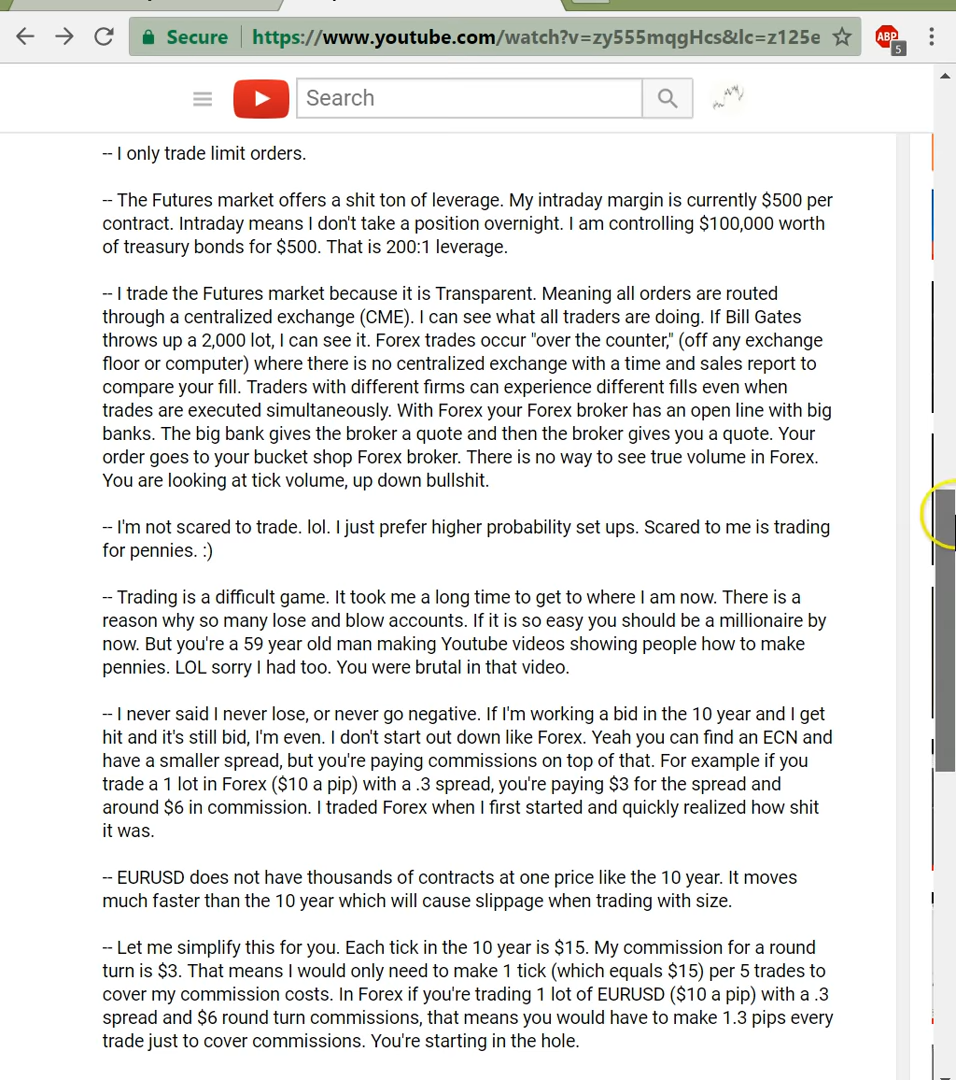 Secure
https://www.youtube.com/watch?v=zy555mqgHcs&lc=z125e
ABP
5
Search
-- I only trade limit orders.
-- The Futures market offers a shit ton of leverage. My intraday margin is currently $500 per
contract. Intraday means I don't take a position overnight. I am controlling $100,000 worth
of treasury bonds for $500. That is 200:1 leverage.
-- I trade the Futures market because it is Transparent. Meaning all orders are routed
through a centralized exchange (CME). I can see what all traders are doing. If Bill Gates
throws up a 2,000 lot, I can see it. Forex trades occur "over the counter," (off any exchange
floor or computer) where there is no centralized exchange with a time and sales report to
compare your fill. Traders with different firms can experience different fills even when
trades are executed simultaneously. With Forex your Forex broker has an open line with big
banks. The big bank gives the broker a quote and then the broker gives you a quote. Your
order goes to your bucket shop Forex broker. There is no way to see true volume in Forex.
You are looking at tick volume, up down bullshit.
-- I'm not scared to trade. lol. I just prefer higher probability set ups. Scared to me is trading
for pennies. :)
-- Trading is a difficult game. It took me a long time to get to where I am now. There is a
reason why so many lose and blow accounts. If it is so easy you should be a millionaire by
now. But you're a 59 year old man making Youtube videos showing people how to make
pennies. LOL sorry I had too. You were brutal in that video.
-- I never said I never lose, or never go negative. If I'm working a bid in the 10 year and I get
hit and it's still bid, I'm even. I don't start out down like Forex. Yeah you can find an ECN and
have a smaller spread, but you're paying commissions on top of that. For example if you
trade a 1 lot in Forex ($10 a pip) with a .3 spread, you're paying $3 for the spread and
around $6 in commission. I traded Forex when I first started and quickly realized how shit
it was.
-- EURUSD does not have thousands of contracts at one price like the 10 year. It moves
much faster than the 10 year which will cause slippage when trading with size.
-- Let me simplify this for you. Each tick in the 10 year is $15. My commission for a round
turn is $3. That means I would only need to make 1 tick (which equals $15) per 5 trades to
cover my commission costs. In Forex if you're trading 1 lot of EURUSD ($10 a pip) with a .3
spread and $6 round turn commissions, that means you would have to make 1.3 pips every
trade just to cover commissions. You're starting in the hole.